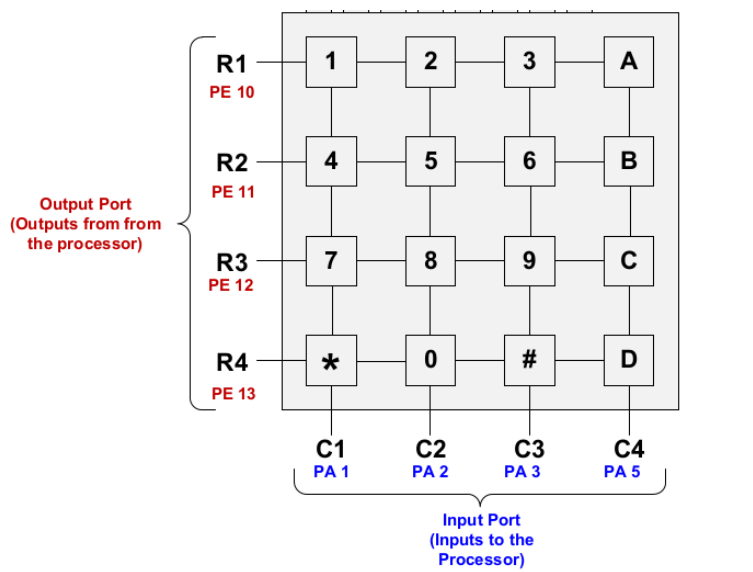 R1 1 2 3 A
PE 10
R2 4 5 6 B
PE 11
Output Port
(Outputs from from
the processor)
R3 7 8 9 C
PE 12
R4 * 0 # D
PE 13
C1 C2 C3 C4
PA 1 PA 2 PA 3 PA 5
Input Port
(Inputs to the
Processor)